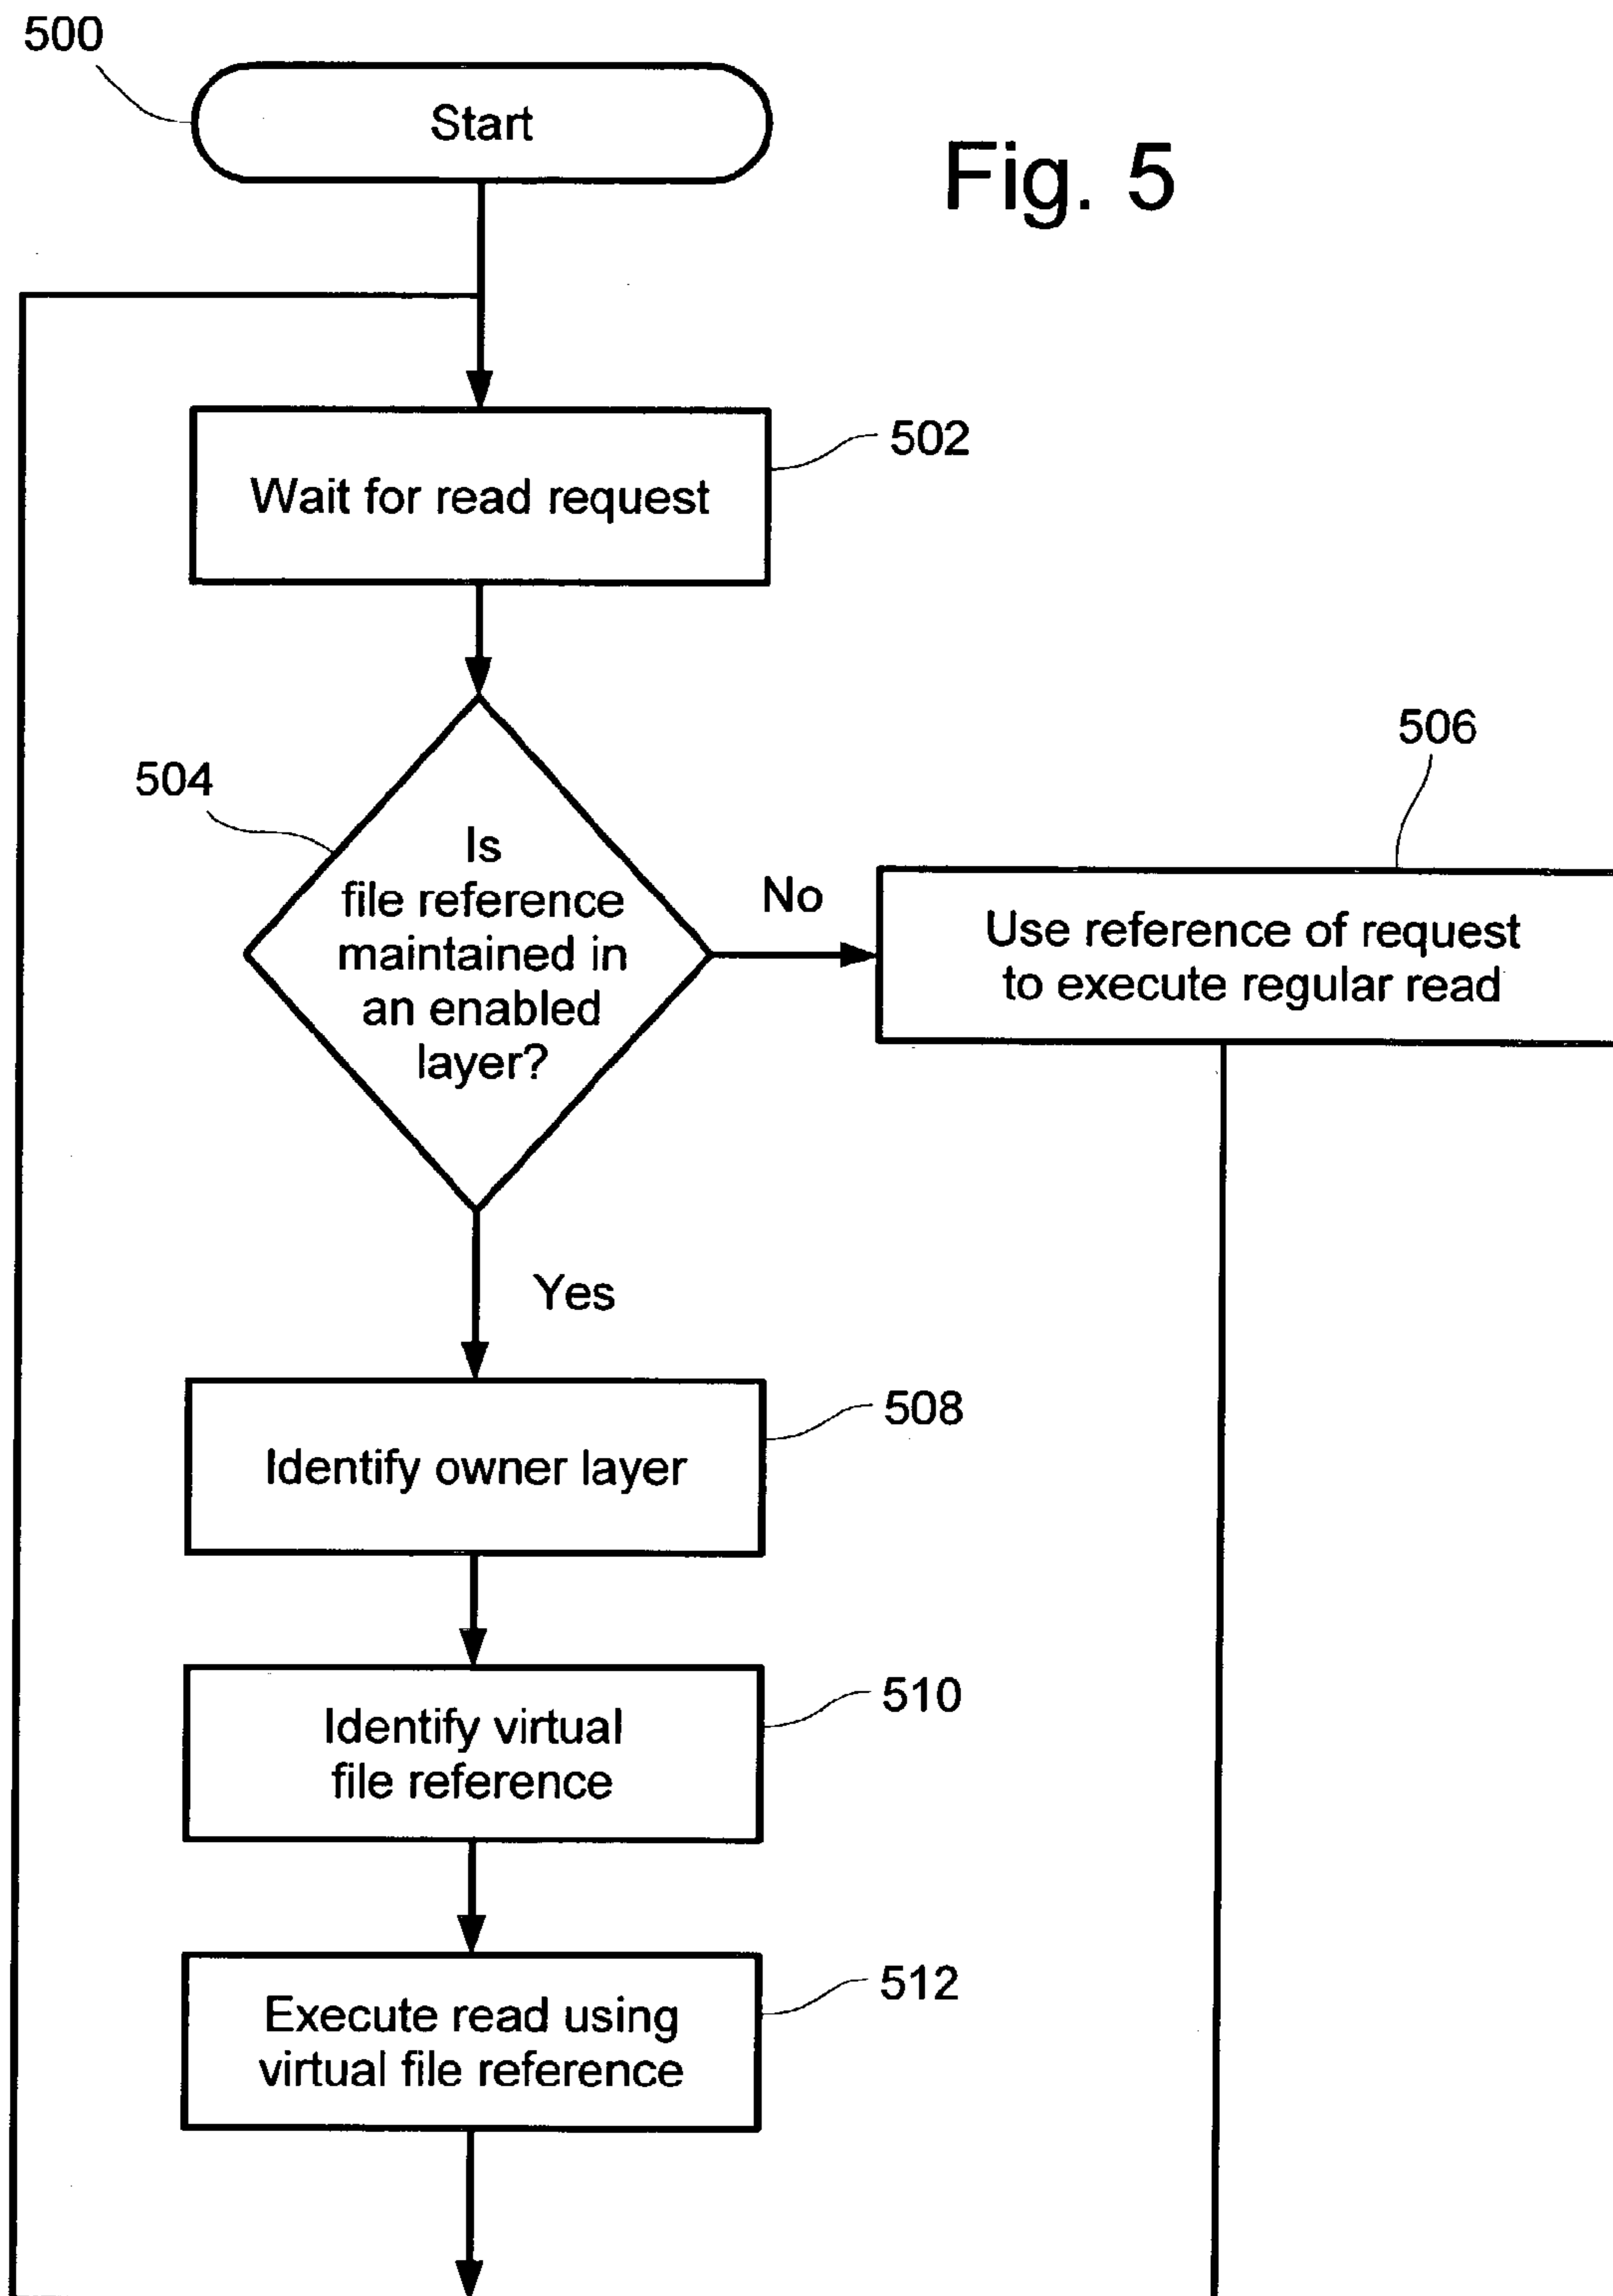 500
Start
Fig. 5
502
Wait for read request
504
Is
file reference
maintained in
an enabled
layer?
No
506
Use reference of request
to execute regular read
Yes
508
Identify owner layer
510
Identify virtual
file reference
512
Execute read using
virtual file reference